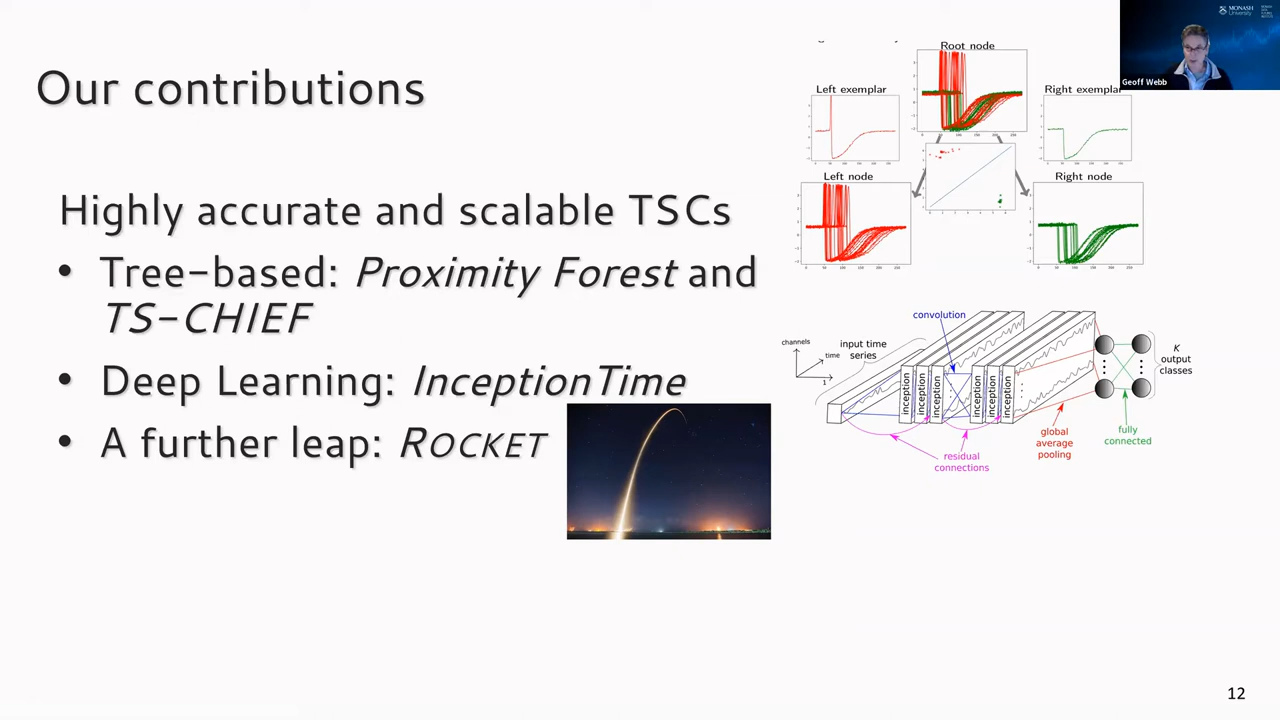 Our contributions
Highly accurate and scalable TSCs
• Tree-based: Proximity Forest and
TS-CHIEF
• Deep Learning: InceptionTime
• A further leap: ROCKET
Root node
Left exemplar
Right exemplar
Left node
Right node
convolution
channels
time
1
input time
series
inception
inception
inception
inception
inception
inception
residual
connections
global
average
pooling
fully
connected
K
output
classes
MONASH
University
Geoff Webb
12